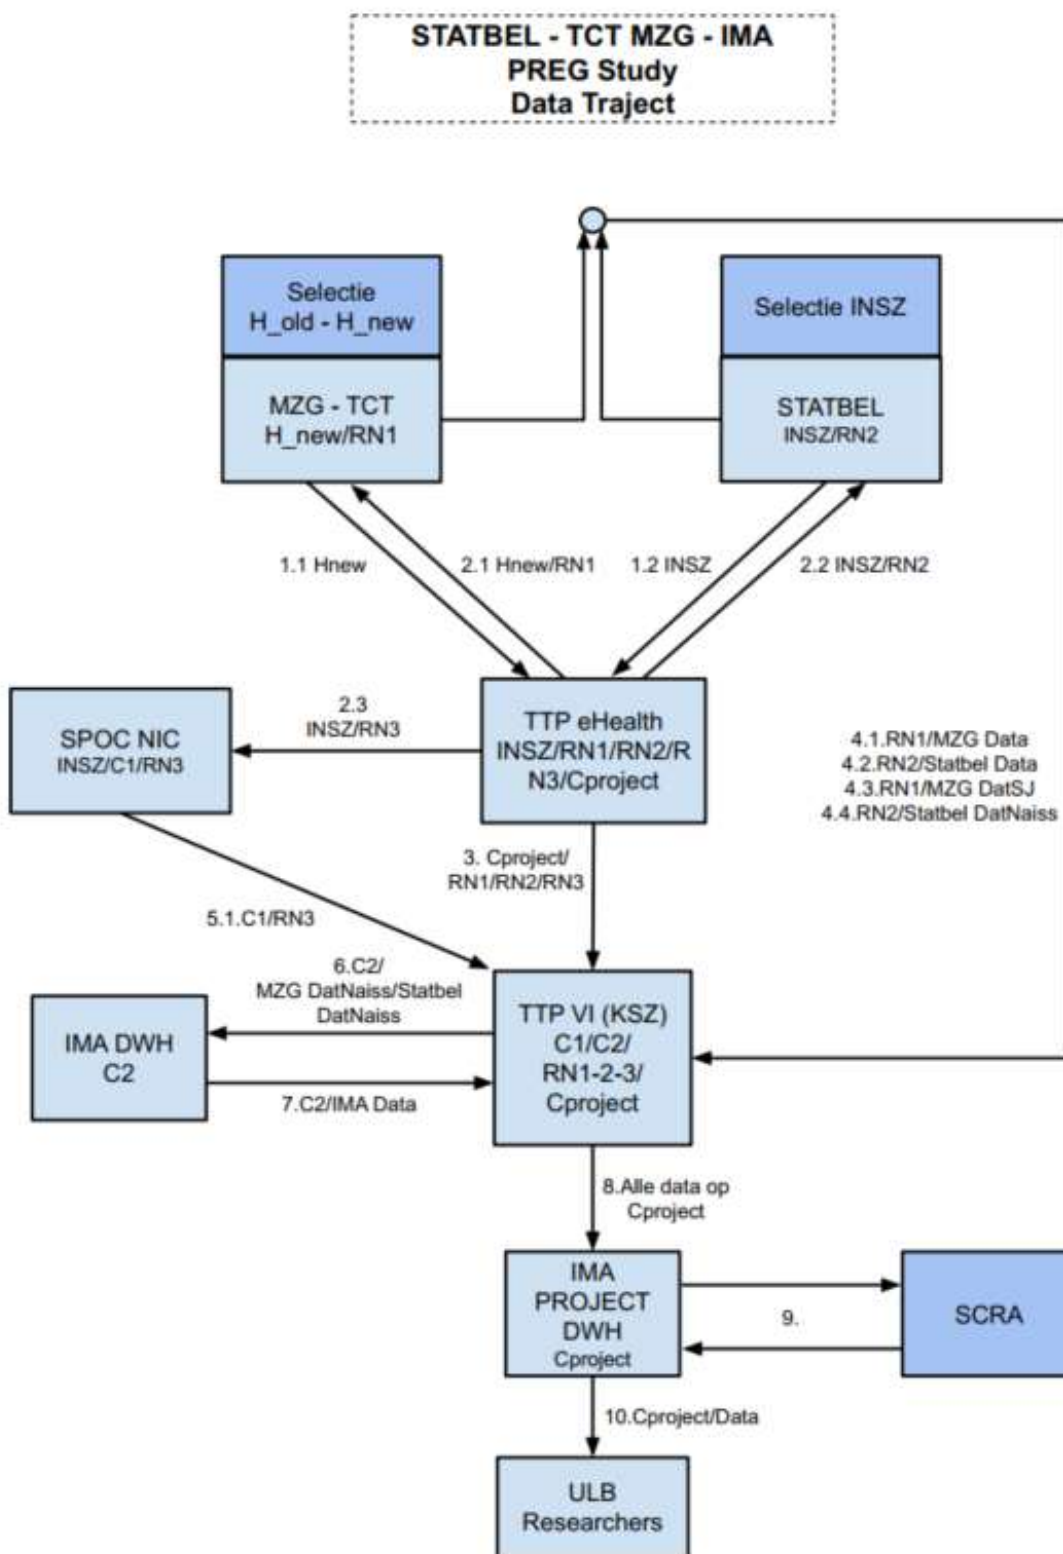 STATBEL - TCT MZG - IMA
PREG Study
Data Traject
Selectie
H_old - H_new
Selectie INSZ
MZG - TCT
H_new/RN1
STATBEL
INSZ/RN2
1.1 Hnew
2.1 Hnew/RN1
1.2 INSZ
2.2 INSZ/RN2
SPOC NIC
INSZ/C1/RN3
2.3
INSZ/RN3
TTP eHealth
INSZ/RN1/RN2/R
N3/Cproject
4.1.RN1/MZG Data
4.2.RN2/Statbel Data
4.3.RN1/MZG DatSJ
4.4.RN2/Statbel DatNaiss
3. Cproject/
RN1/RN2/RN3
5.1.C1/RN3
6.C2/
MZG DatNaiss/Statbel
DatNaiss
IMA DWH
C2
TTP VI (KSZ)
C1/C2/
RN1-2-3/
Cproject
7.C2/IMA Data
8.Alle data op
Cproject
IMA
PROJECT
DWH
Cproject
9.
SCRA
10.Cproject/Data
ULB
Researchers